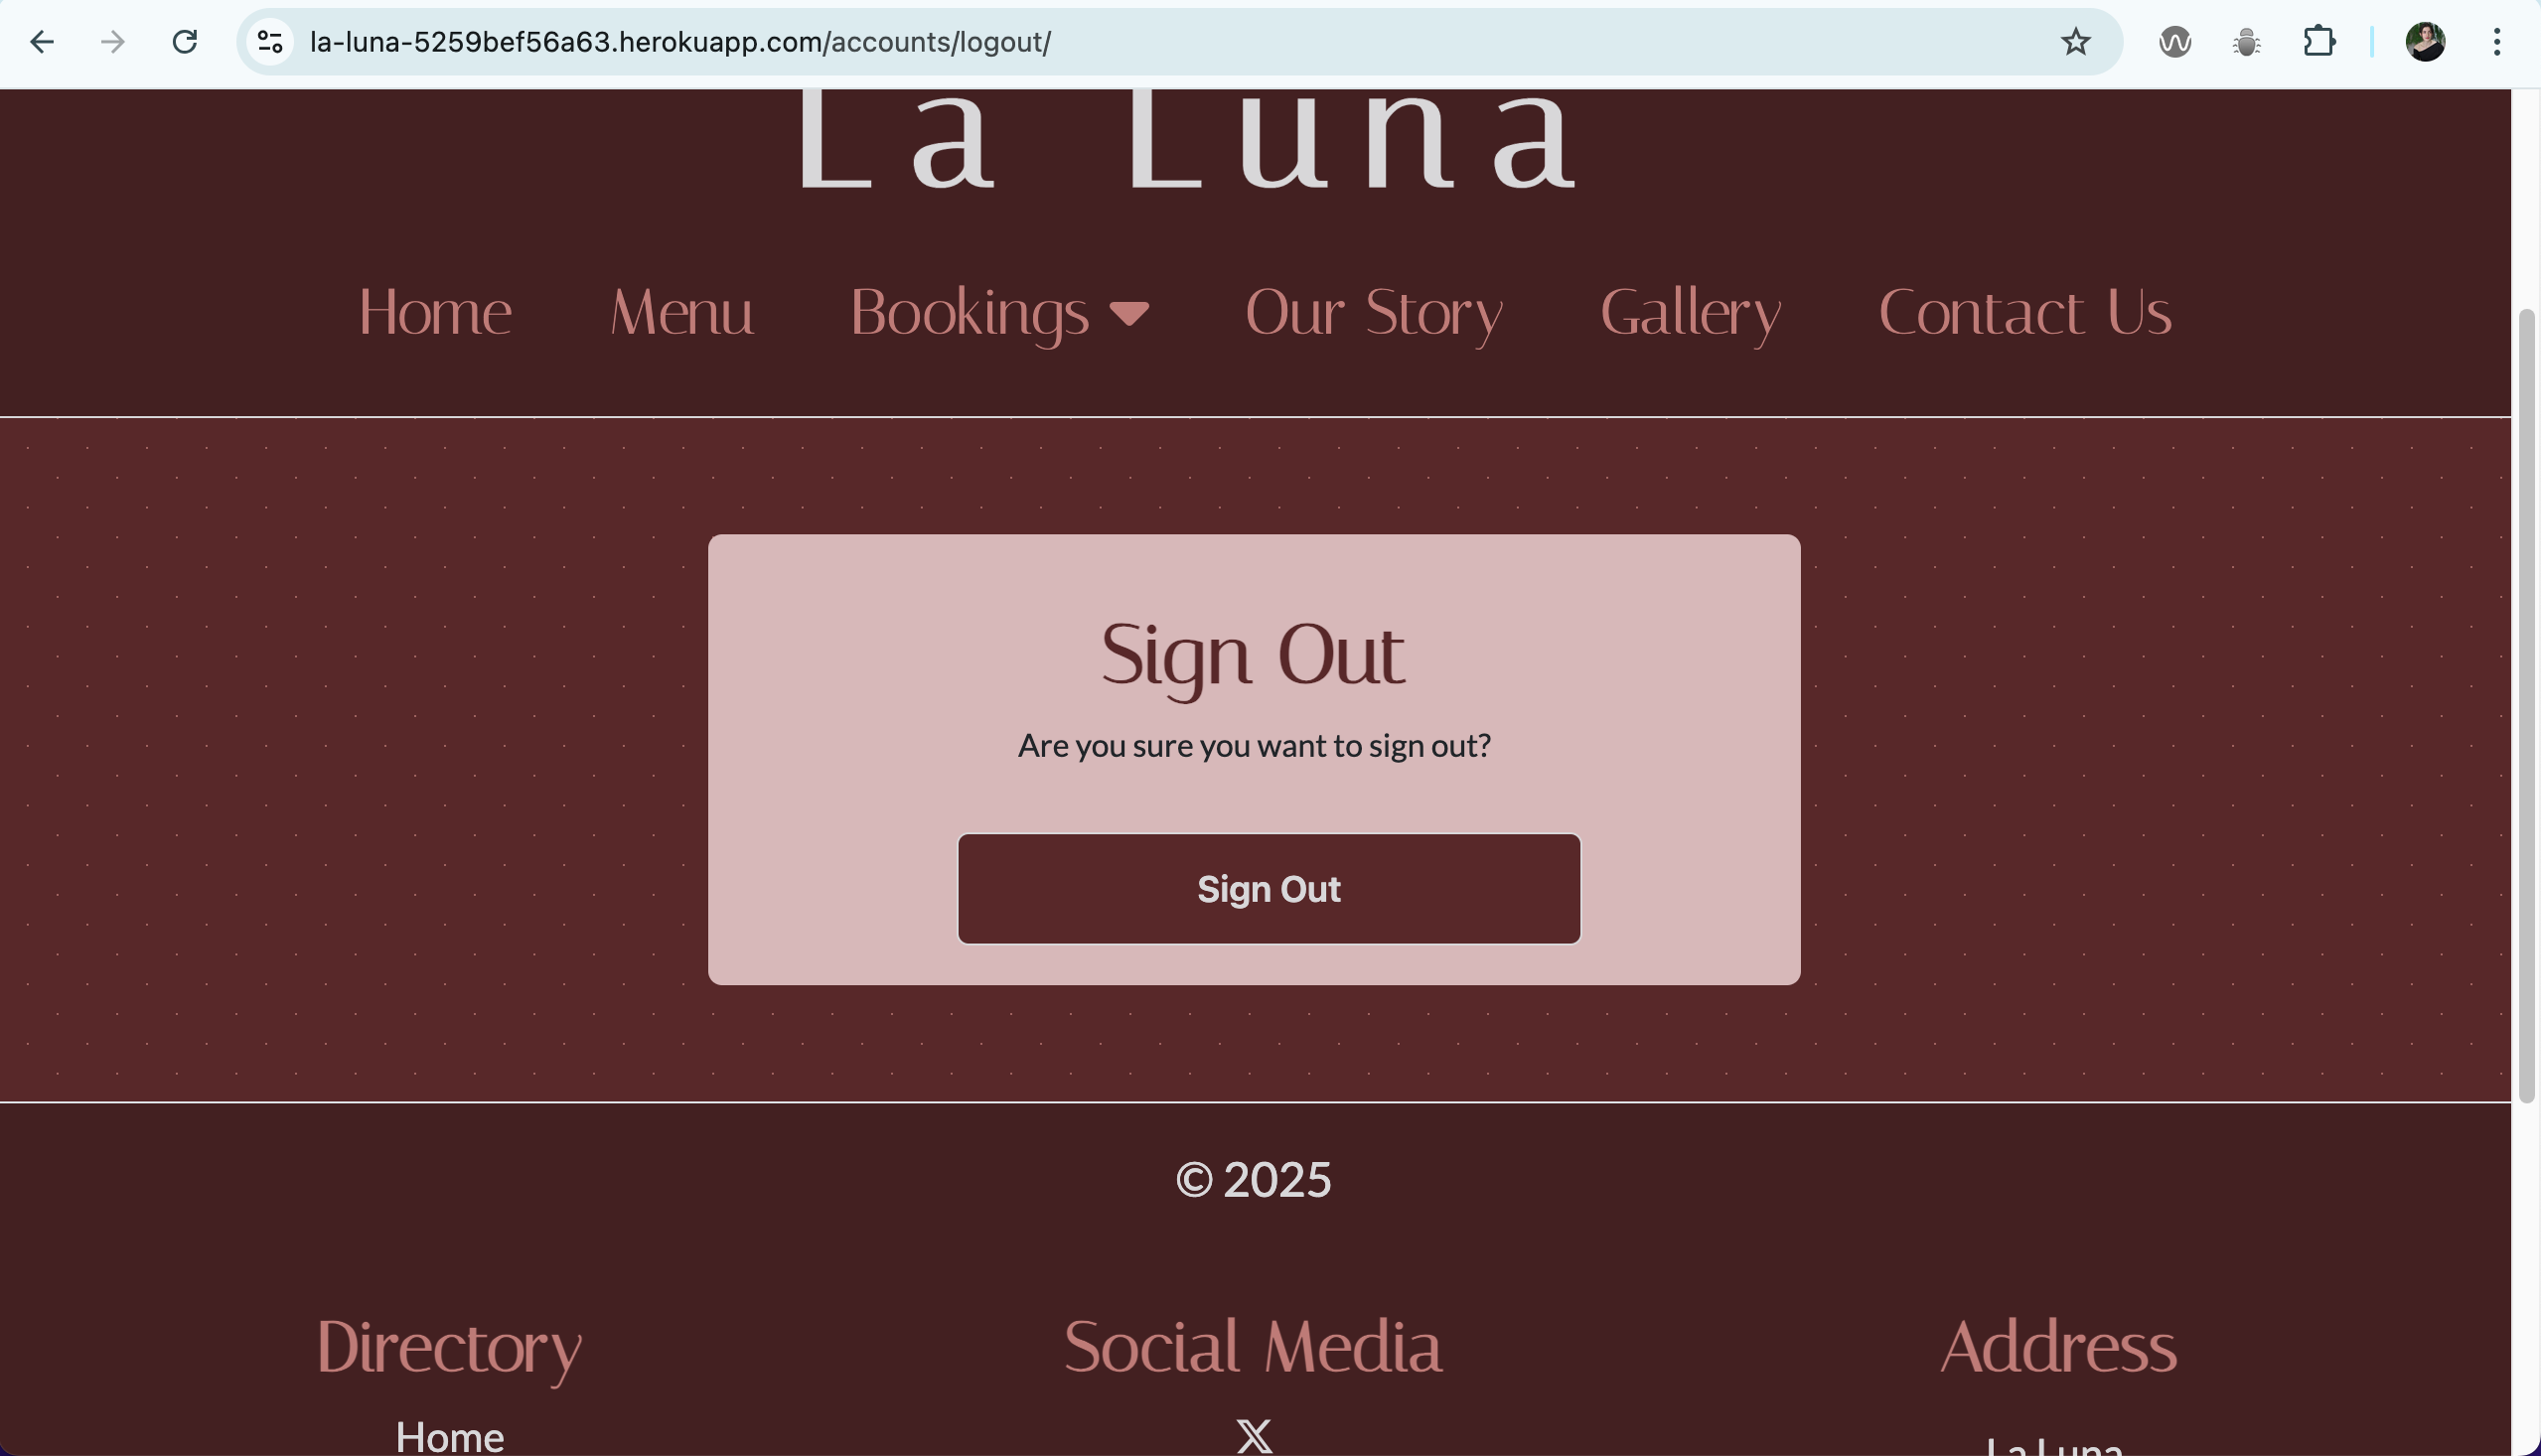 la-luna-5259bef56a63.herokuapp.com/accounts/logout/
La Luna
Home Menu Bookings Our Story Gallery Contact Us
Sign Out
Are you sure you want to sign out?
Sign Out
© 2025
Directory Social Media Address
Home La Luna